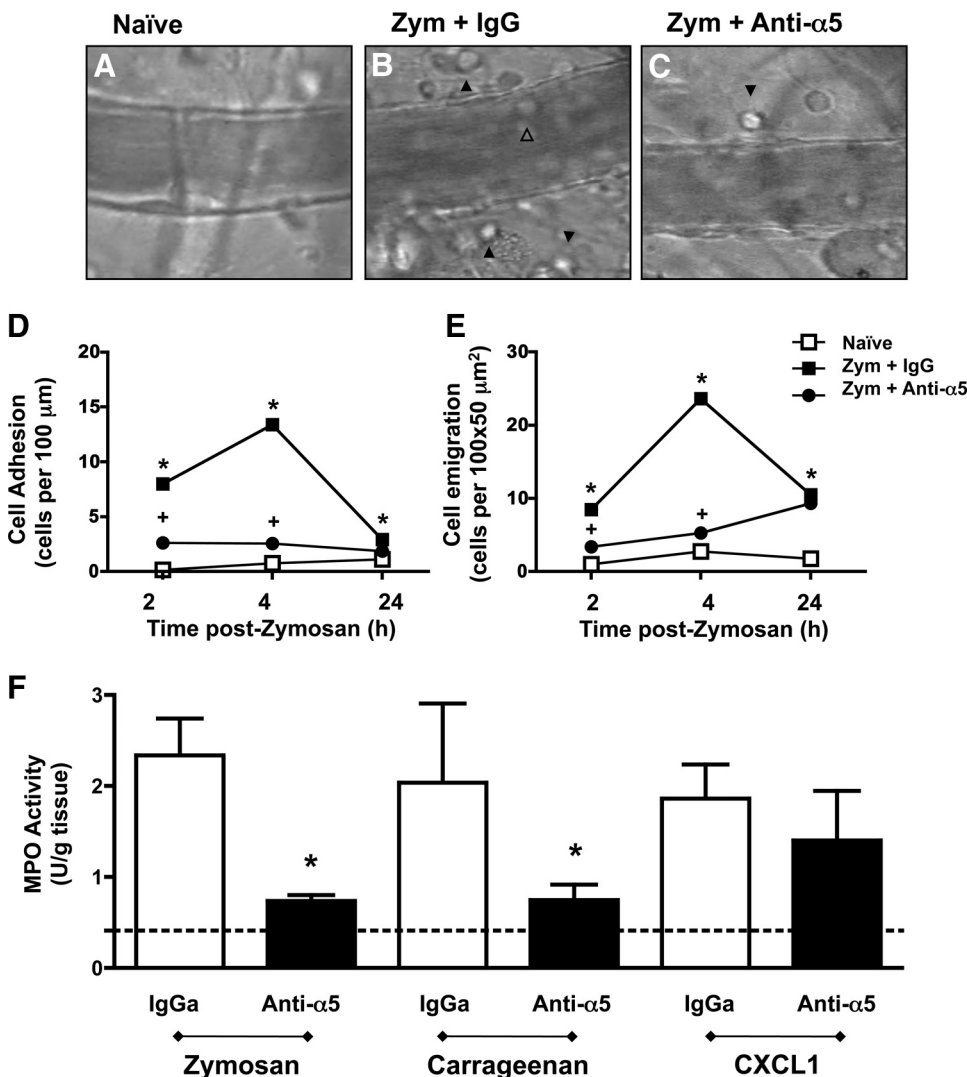 Naïve
Zym + IgG
Zym + Anti-α5
A
B
C
D
20
15
10
5
0
Cell Adhesion
(cells per 100 μm)
*
*
*
+
+
2
4
24
Time post-Zymosan (h)
E
30
20
10
0
Cell emigration
(cells per 100x50 μm²)
*
*
*
+
+
2
4
24
Time post-Zymosan (h)
Naïve
Zym + IgG
Zym + Anti-α5
F
3
2
1
0
MPO Activity
(U/g tissue)
*
*
IgGa
Anti-α5
IgGa
Anti-α5
IgGa
Anti-α5
Zymosan
Carrageenan
CXCL1